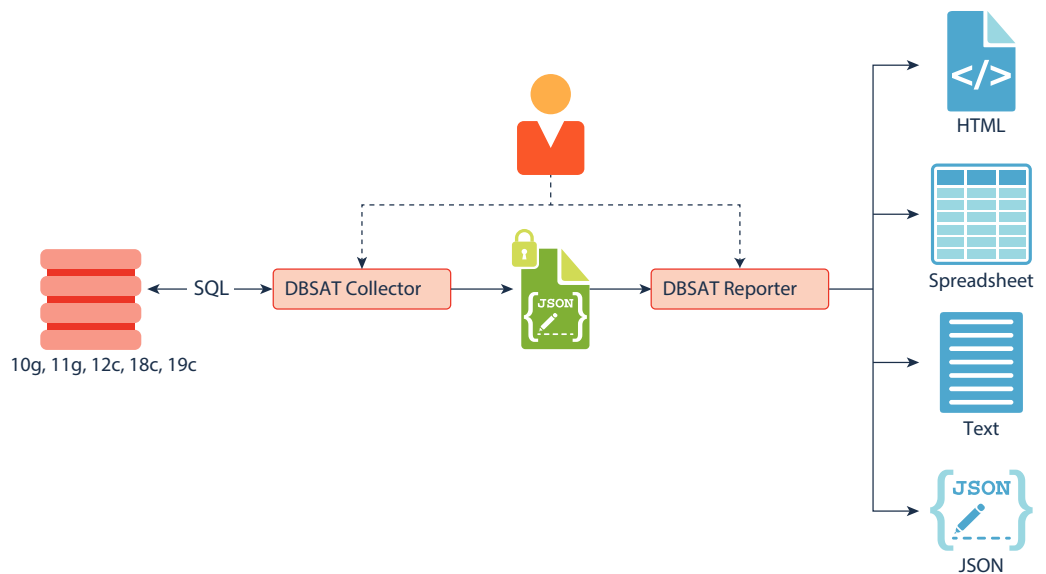 </>
HTML
Spreadsheet
SQL
DBSAT Collector
{JSON}
DBSAT Reporter
10g, 11g, 12c, 18c, 19c
Text
{JSON}
JSON